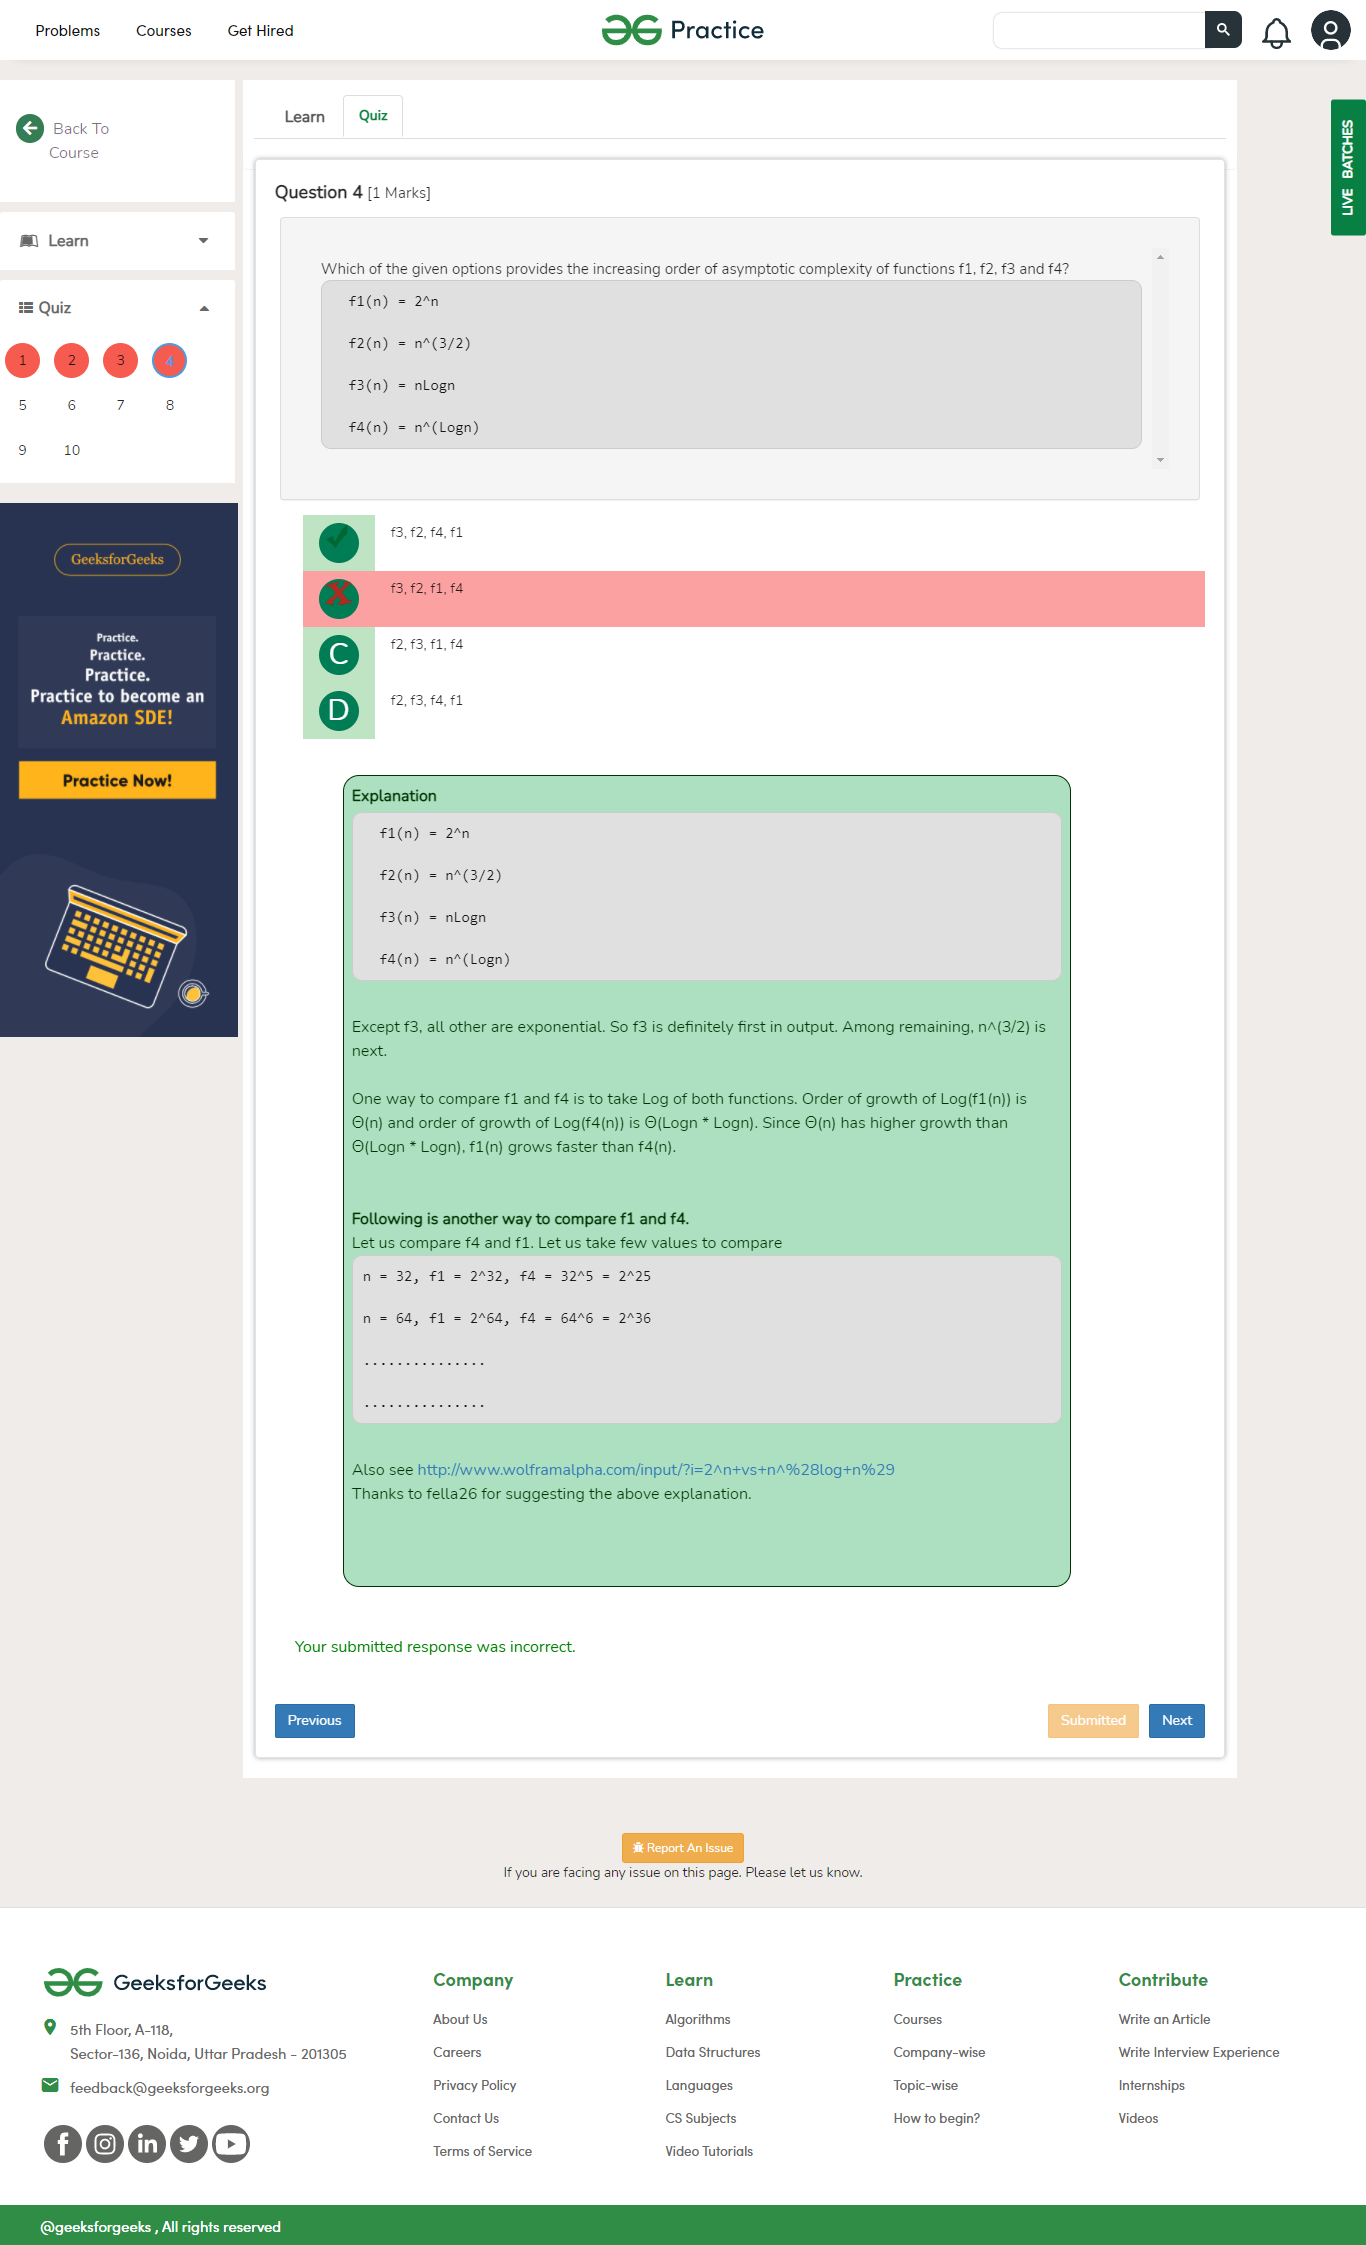 Problems Courses Get Hired
Practice
LIVE BATCHES
Back To
Course
Learn
Quiz
1 2 3 4
5 6 7 8
9 10
GeeksforGeeks
Practice.
Practice.
Practice.
Practice to become an
Amazon SDE!
Practice Now!
Learn Quiz
Question 4 [1 Marks]
Which of the given options provides the increasing order of asymptotic complexity of functions f1, f2, f3 and f4?
f1(n) = 2^n
f2(n) = n^(3/2)
f3(n) = nLogn
f4(n) = n^(Logn)
f3, f2, f4, f1
X f3, f2, f1, f4
C f2, f3, f1, f4
D f2, f3, f4, f1
Explanation
f1(n) = 2^n
f2(n) = n^(3/2)
f3(n) = nLogn
f4(n) = n^(Logn)
Except f3, all other are exponential. So f3 is definitely first in output. Among remaining, n^(3/2) is
next.
One way to compare f1 and f4 is to take Log of both functions. Order of growth of Log(f1(n)) is
Θ(n) and order of growth of Log(f4(n)) is Θ(Logn * Logn). Since Θ(n) has higher growth than
Θ(Logn * Logn), f1(n) grows faster than f4(n).
Following is another way to compare f1 and f4.
Let us compare f4 and f1. Let us take few values to compare
n = 32, f1 = 2^32, f4 = 32^5 = 2^25
n = 64, f1 = 2^64, f4 = 64^6 = 2^36
...............
...............
Also see http://www.wolframalpha.com/input/?i=2^n+vs+n^%28log+n%29
Thanks to fella26 for suggesting the above explanation.
Your submitted response was incorrect.
Previous Submitted Next
Report An Issue
If you are facing any issue on this page. Please let us know.
GeeksforGeeks
5th Floor, A-118,
Sector-136, Noida, Uttar Pradesh - 201305
feedback@geeksforgeeks.org
Company
About Us
Careers
Privacy Policy
Contact Us
Terms of Service
Learn
Algorithms
Data Structures
Languages
CS Subjects
Video Tutorials
Practice
Courses
Company-wise
Topic-wise
How to begin?
Contribute
Write an Article
Write Interview Experience
Internships
Videos
@geeksforgeeks , All rights reserved